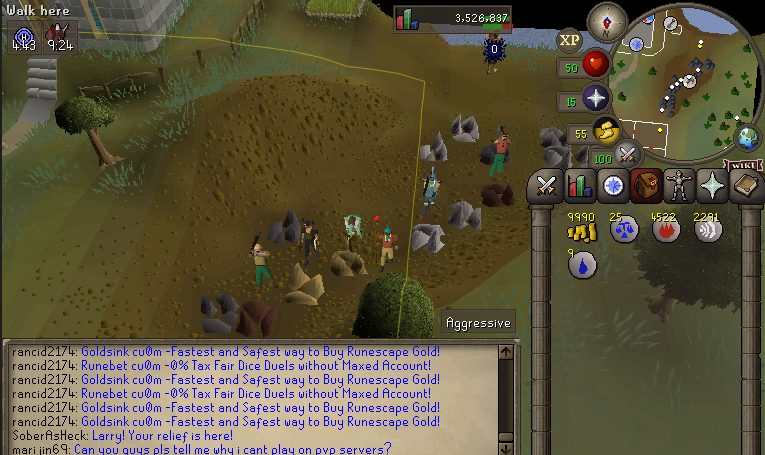 Walk here
3,526,837
4:43 9:24
0
XP
N
50
15
55
100
WIKI
9990 25 4522 2291
9
Aggressive
rancid2174: Goldsink cu0m -Fastest and Safest way to Buy Runescape Gold!
rancid2174: Runebet cu0m -0% Tax Fair Dice Duels without Maxed Account!
rancid2174: Goldsink cu0m -Fastest and Safest way to Buy Runescape Gold!
rancid2174: Runebet cu0m -0% Tax Fair Dice Duels without Maxed Account!
rancid2174: Goldsink cu0m -Fastest and Safest way to Buy Runescape Gold!
rancid2174: Goldsink cu0m -Fastest and Safest way to Buy Runescape Gold!
SoberAsHeck: Larry! Your relief is here!
marijin69: Can you guys pls tell me why i cant play on pvp servers?